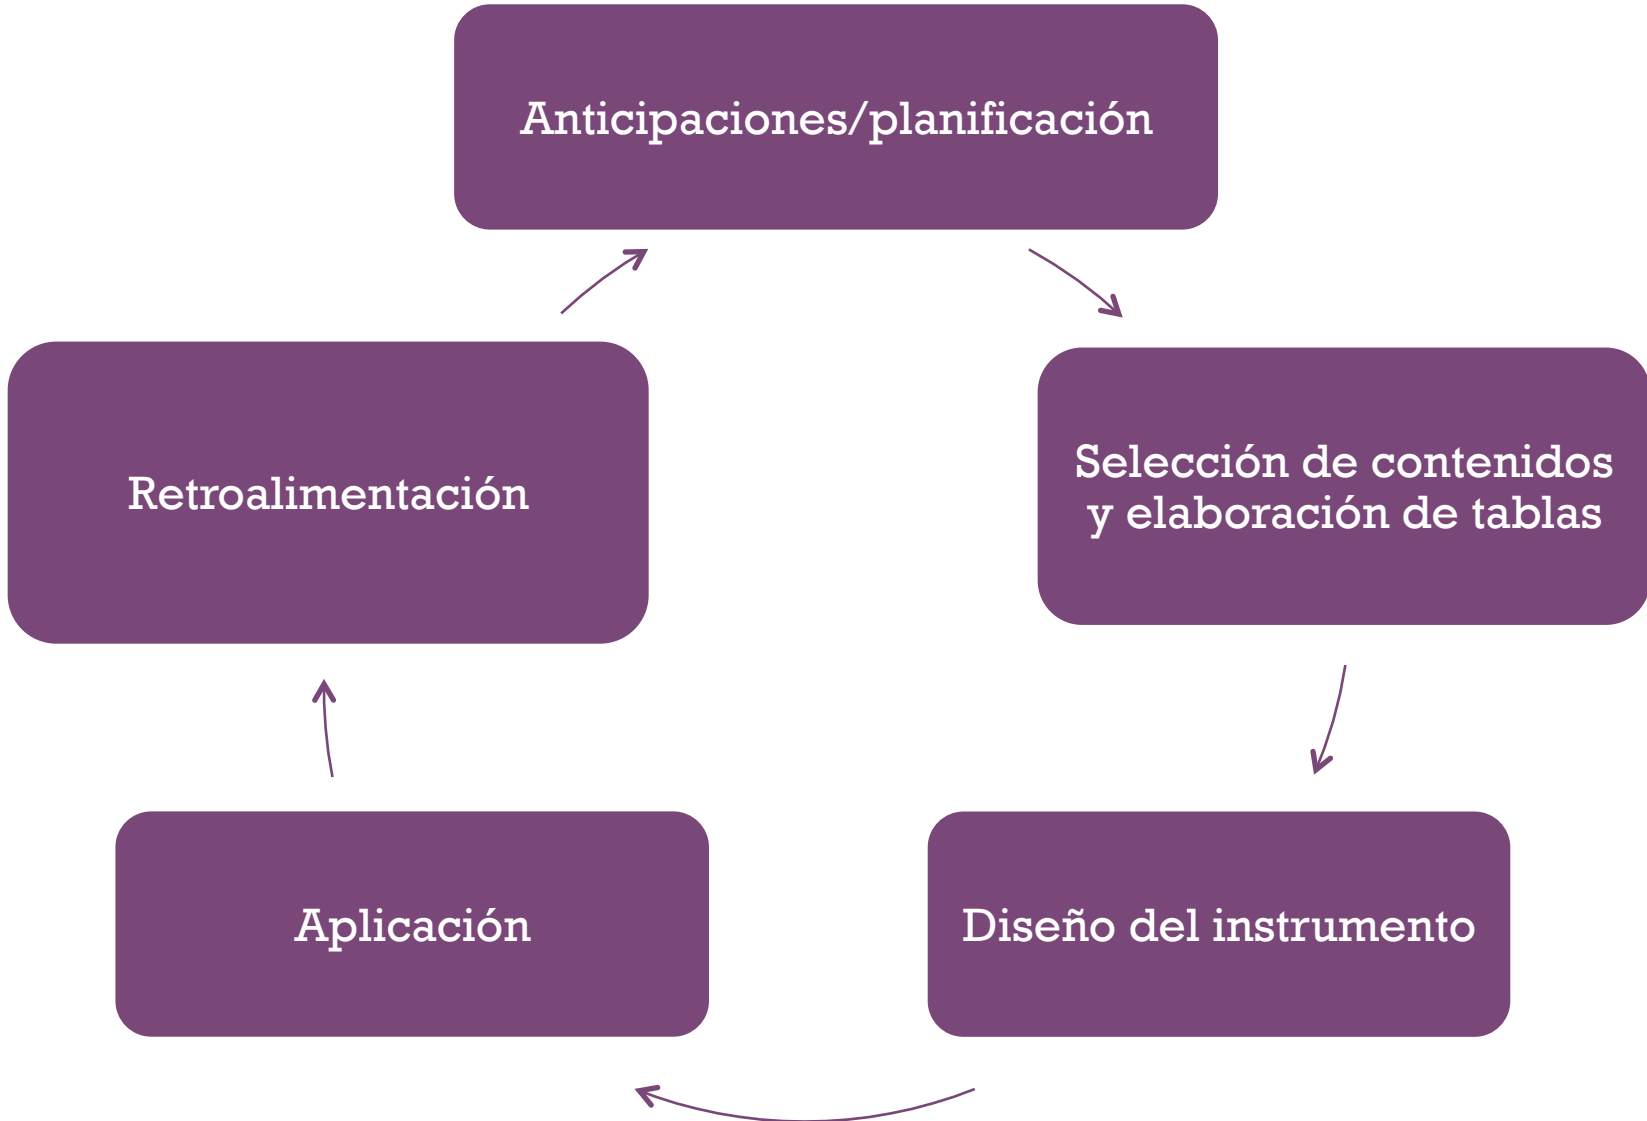 Anticipaciones/planificación
Selección de contenidos
y elaboración de tablas
Diseño del instrumento
Aplicación
Retroalimentación